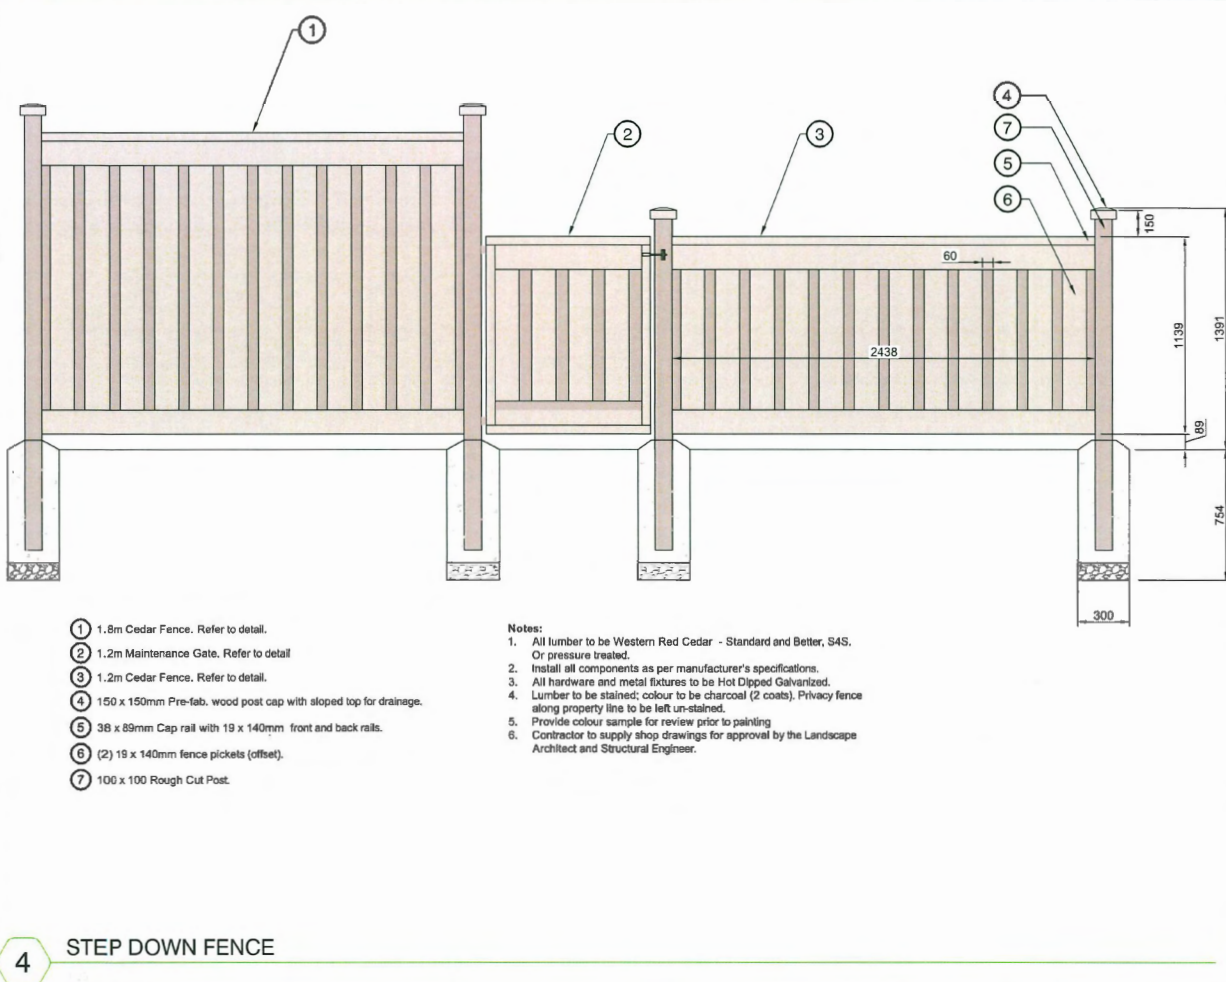 1
2
3
4
7
5
6
150
60
2438
1139
1391
89
754
300
1 1.8m Cedar Fence. Refer to detail.
2 1.2m Maintenance Gate. Refer to detail
3 1.2m Cedar Fence. Refer to detail.
4 150 x 150mm Pre-fab. wood post cap with sloped top for drainage.
5 38 x 89mm Cap rail with 19 x 140mm front and back rails.
6 (2) 19 x 140mm fence pickets (offset).
7 100 x 100 Rough Cut Post.
Notes:
1. All lumber to be Western Red Cedar - Standard and Better, S4S.
Or pressure treated.
2. Install all components as per manufacturer's specifications.
3. All hardware and metal fixtures to be Hot Dipped Galvanized.
4. Lumber to be stained; colour to be charcoal (2 coats). Privacy fence
along property line to be left un-stained.
5. Provide colour sample for review prior to painting
6. Contractor to supply shop drawings for approval by the Landscape
Architect and Structural Engineer.
4 STEP DOWN FENCE